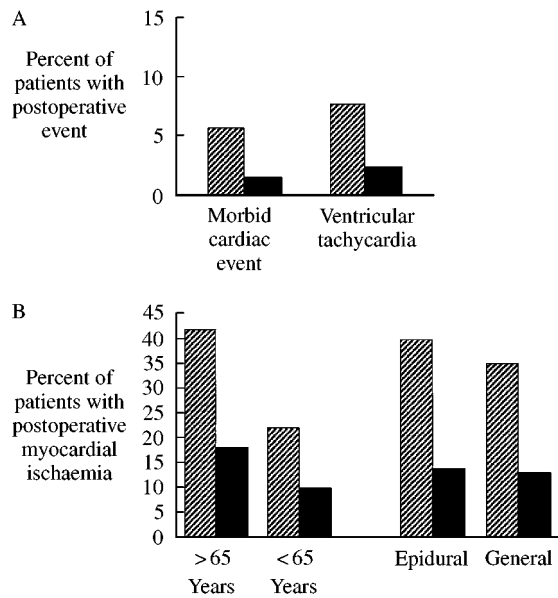 A
Percent of
patients with
postoperative
event
15
10
5
0
Morbid
cardiac
event
Ventricular
tachycardia
B
Percent of
patients with
postoperative
myocardial
ischaemia
45
40
35
30
25
20
15
10
5
0
>65
Years
<65
Years
Epidural
General